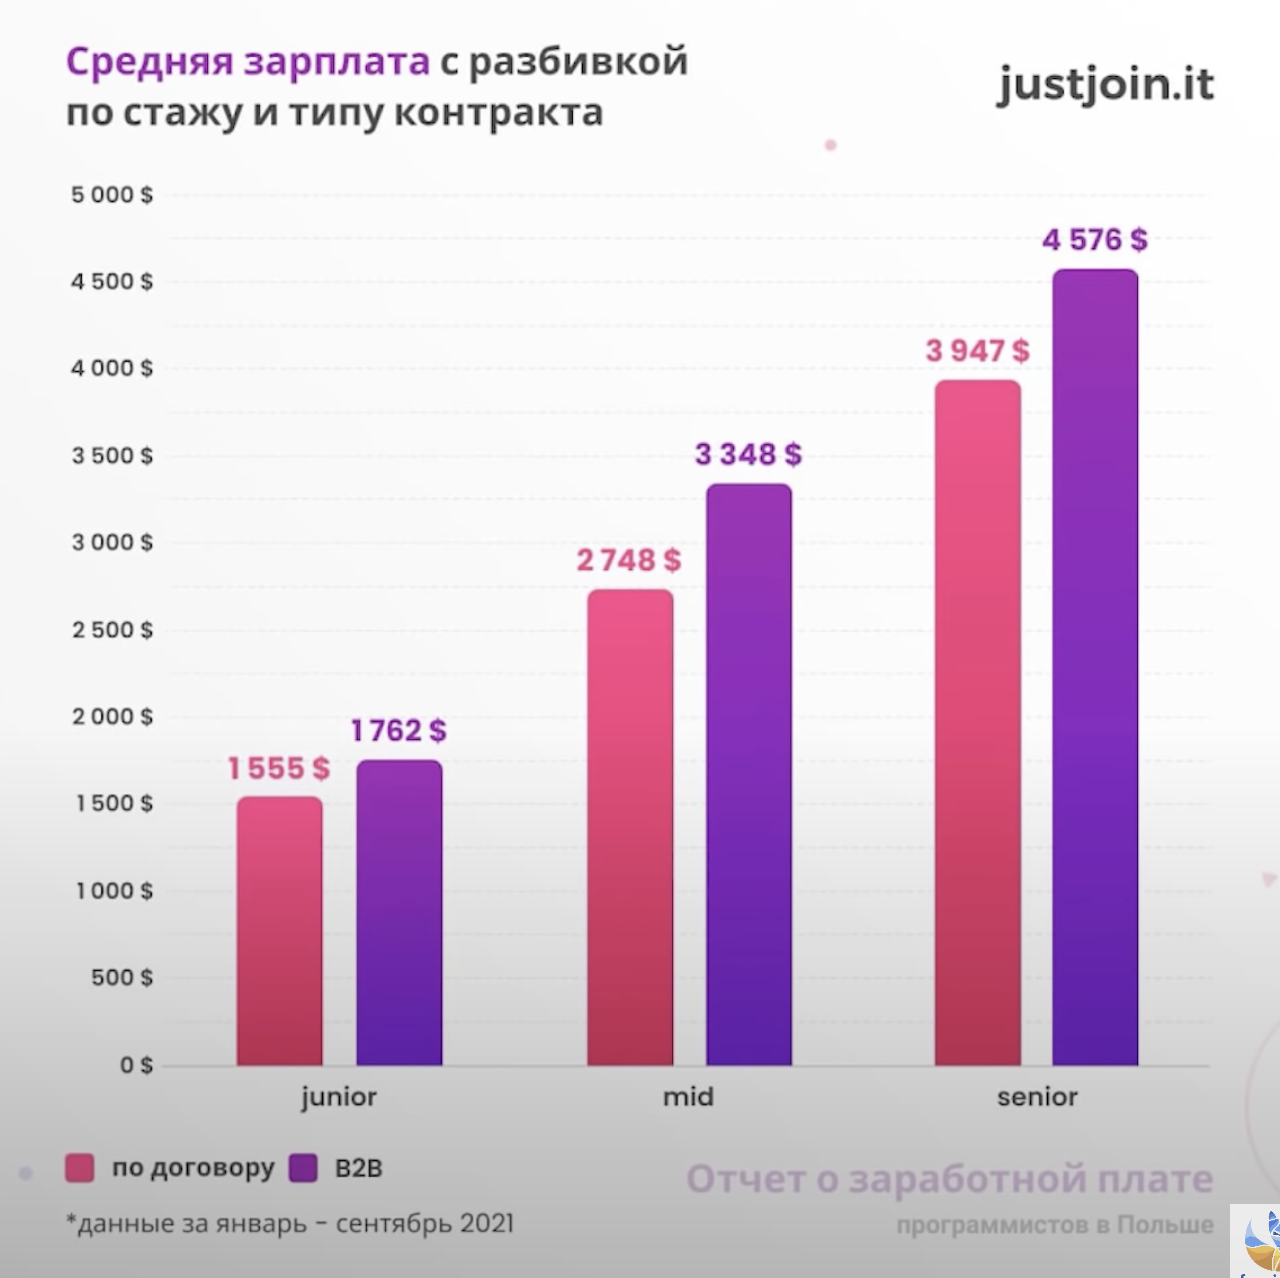 Средняя зарплата с разбивкой
по стажу и типу контракта
justjoin.it
5 000 $
4 500 $
4 000 $
3 500 $
3 000 $
2 500 $
2 000 $
1 500 $
1 000 $
500 $
0 $
1 555 $
1 762 $
2 748 $
3 348 $
3 947 $
4 576 $
junior
mid
senior
по договору
B2B
*данные за январь - сентябрь 2021
Отчет о заработной плате
программистов в Польше